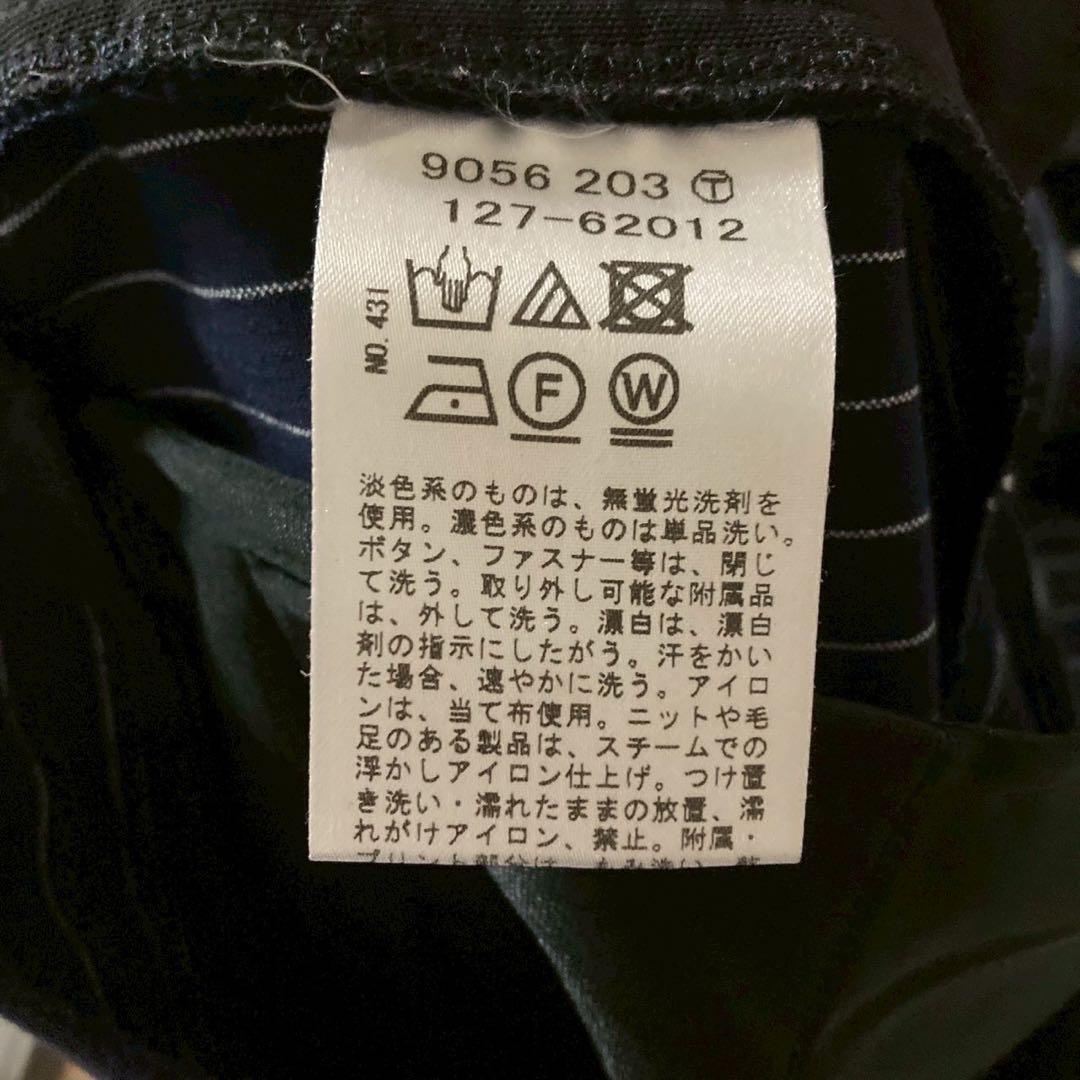 9056 203 Ⓣ
127-62012
NO. 431
F
W
淡色系のものは、無蛍光洗剤を
使用。濃色系のものは単品洗い。
ボタン、ファスナー等は、閉じ
て洗う。取り外し可能な附属品
は、外して洗う。漂白は、漂白
剤の指示にしたがう。汗をかい
た場合、速やかに洗う。アイロ
ンは、当て布使用。ニットや毛
足のある製品は、スチームでの
浮かしアイロン仕上げ。つけ置
き洗い・濡れたままの放置、濡
れがけアイロン、禁止。附属・
プリント部分は